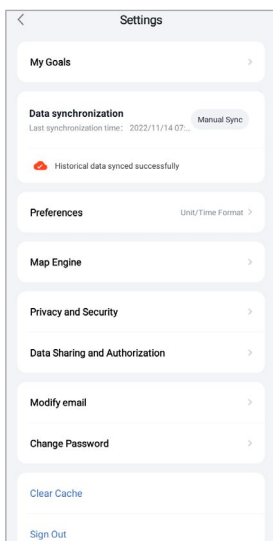 Settings
My Goals
Data synchronization
Last synchronization time: 2022/11/14 07:...
Manual Sync
Historical data synced successfully
Preferences
Unit/Time Format
Map Engine
Privacy and Security
Data Sharing and Authorization
Modify email
Change Password
Clear Cache
Sign Out